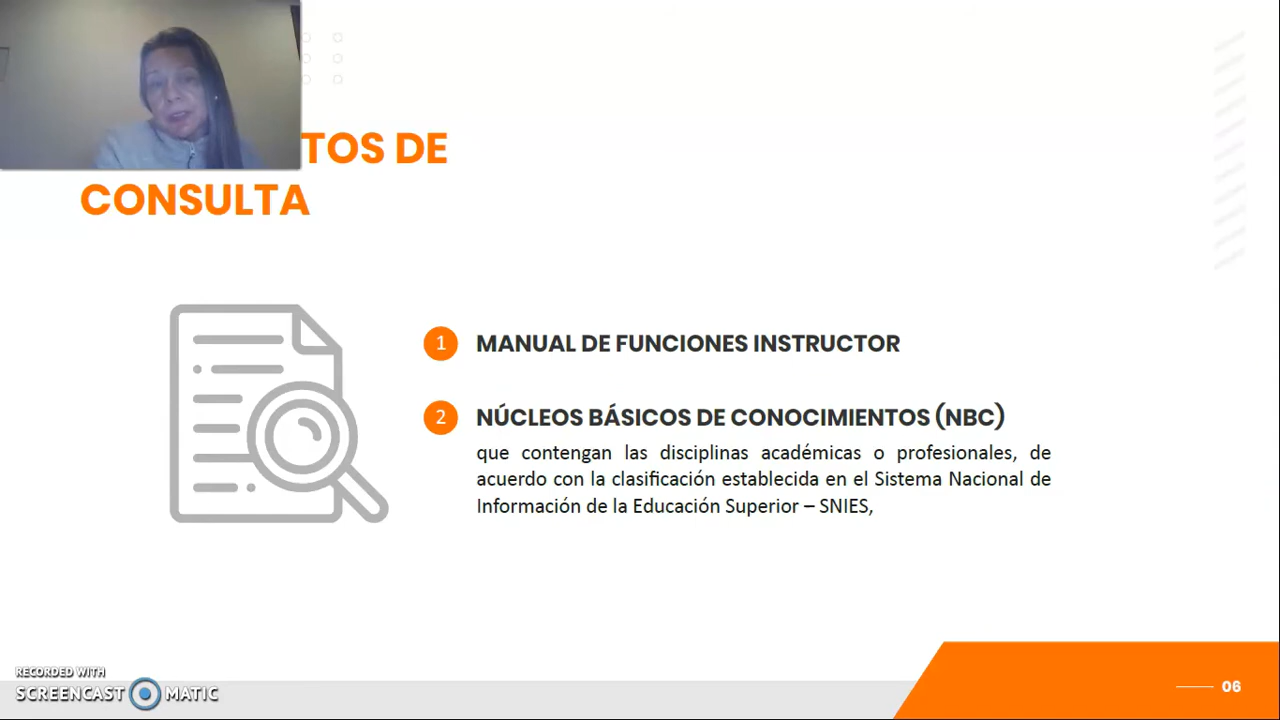 TOS DE
CONSULTA
1 MANUAL DE FUNCIONES INSTRUCTOR
2 NÚCLEOS BÁSICOS DE CONOCIMIENTOS (NBC)
que contengan las disciplinas académicas o profesionales, de
acuerdo con la clasificación establecida en el Sistema Nacional de
Información de la Educación Superior – SNIES,
RECORDED WITH
SCREENCAST MATIC
06